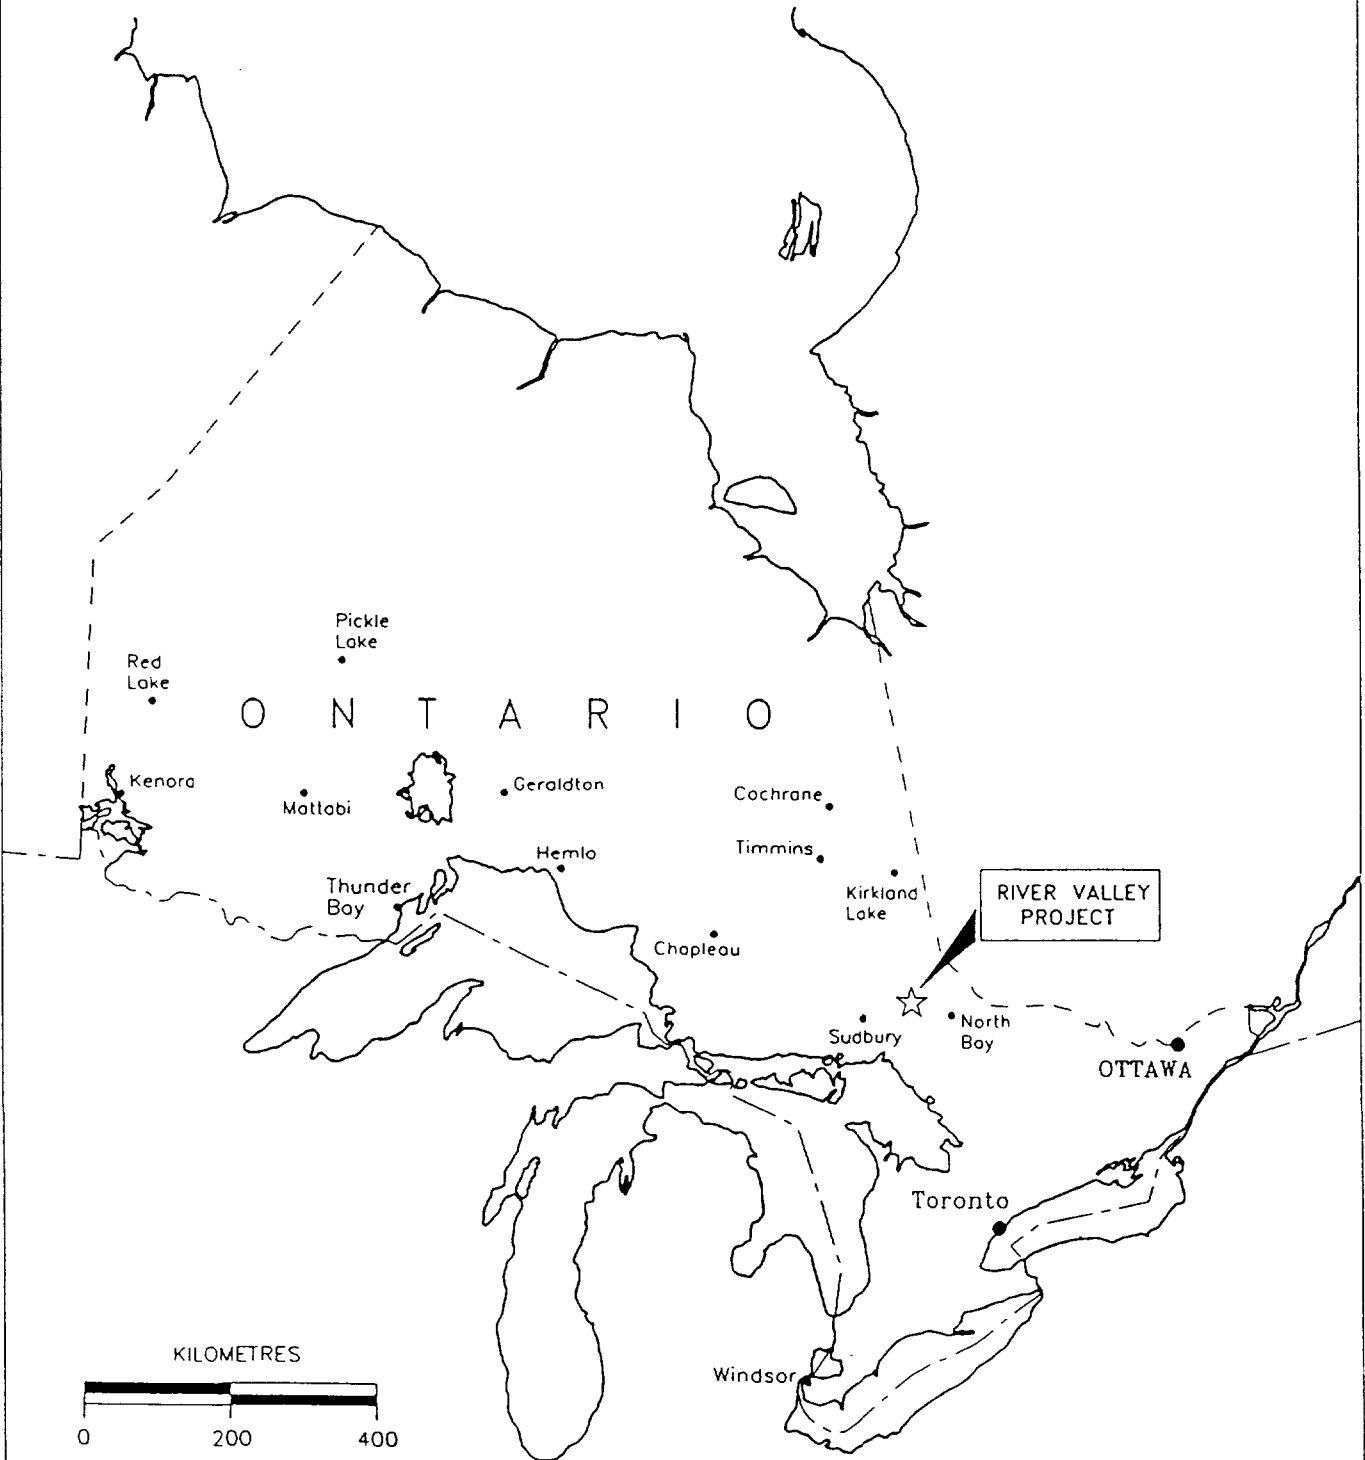 Pickle
Lake
Red
Lake
O N T A R I O
Kenora
Mattabi
Geraldton
Cochrane
Timmins
Hemlo
Thunder
Bay
Kirkland
Lake
RIVER VALLEY
PROJECT
Chapleau
Sudbury
North
Bay
OTTAWA
Toronto
Windsor
KILOMETRES
0 200 400